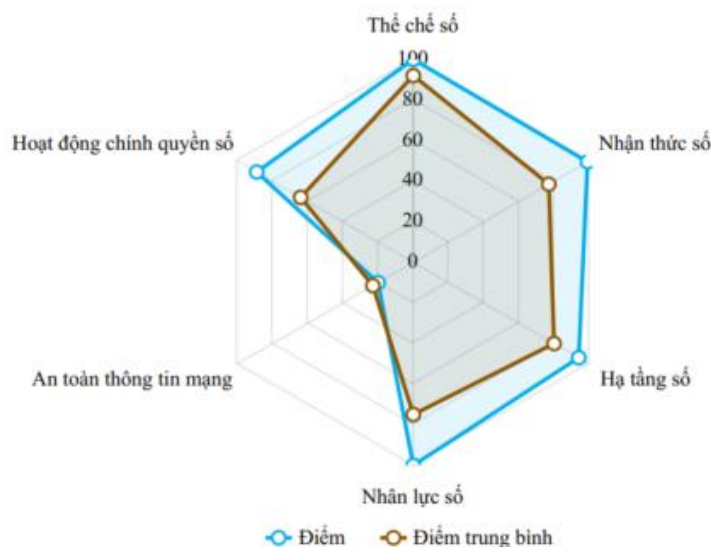 Thể chế số
100
80
60
40
20
0
Hoạt động chính quyền số
Nhận thức số
An toàn thông tin mạng
Hạ tầng số
Nhân lực số
Điểm Điểm trung bình